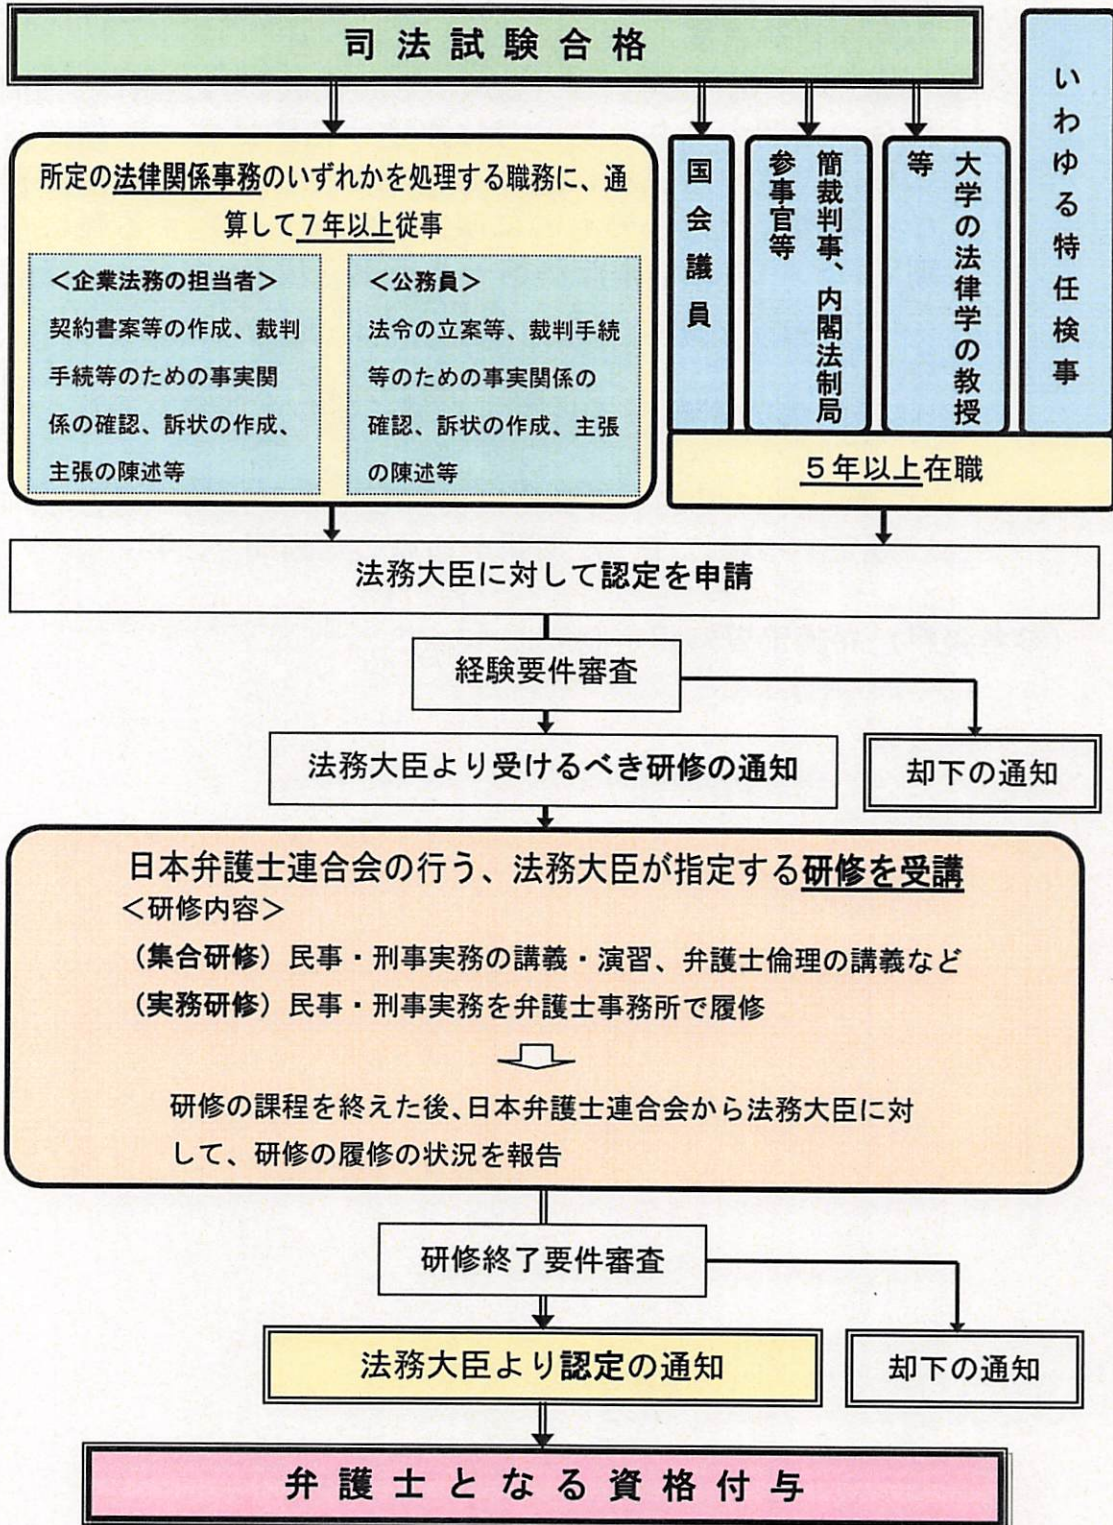 司法試験合格
所定の法律関係事務のいずれかを処理する職務に、通
算して７年以上従事
＜企業法務の担当者＞
契約書案等の作成、裁判
手続等のための事実関
係の確認、訴状の作成、
主張の陳述等
＜公務員＞
法令の立案等、裁判手続
等のための事実関係の
確認、訴状の作成、主張
の陳述等
国会議員
簡裁判事、内閣法制局
参事官等
大学の法律学の教授
等
いわゆる特任検事
５年以上在職
法務大臣に対して認定を申請
経験要件審査
法務大臣より受けるべき研修の通知
却下の通知
日本弁護士連合会の行う、法務大臣が指定する研修を受講
＜研修内容＞
（集合研修）民事・刑事実務の講義・演習、弁護士倫理の講義など
（実務研修）民事・刑事実務を弁護士事務所で履修
研修の課程を終えた後、日本弁護士連合会から法務大臣に対
して、研修の履修の状況を報告
研修終了要件審査
法務大臣より認定の通知
却下の通知
弁護士となる資格付与